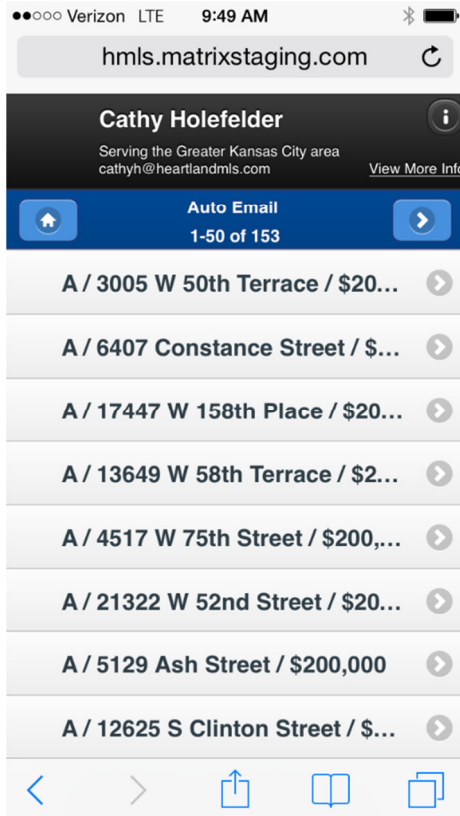 Verizon LTE 9:49 AM
hmls.matrixstaging.com
Cathy Holefelder
Serving the Greater Kansas City area
cathyh@heartlandmls.com View More Info
Auto Email
1-50 of 153
A / 3005 W 50th Terrace / $20...
A / 6407 Constance Street / $...
A / 17447 W 158th Place / $20...
A / 13649 W 58th Terrace / $2...
A / 4517 W 75th Street / $200,...
A / 21322 W 52nd Street / $20...
A / 5129 Ash Street / $200,000
A / 12625 S Clinton Street / $...